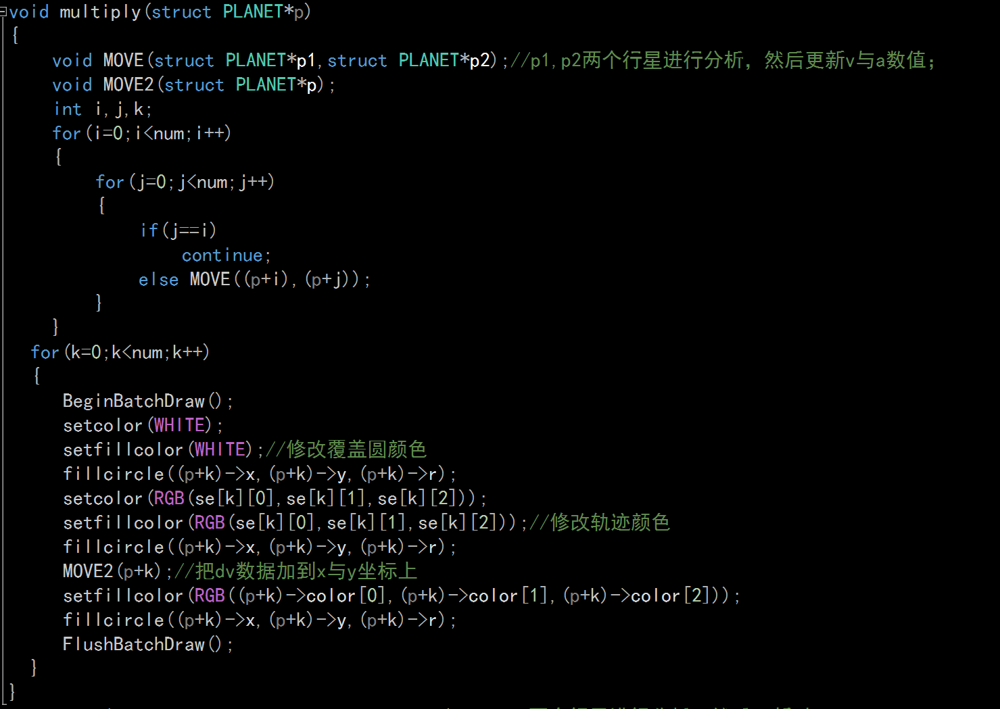 void multiply(struct PLANET*p)
{
void MOVE(struct PLANET*p1,struct PLANET*p2);//p1,p2两个行星进行分析，然后更新v与a数值；
void MOVE2(struct PLANET*p);
int i,j,k;
for(i=0;i<num;i++)
{
for(j=0;j<num;j++)
{
if(j==i)
continue;
else MOVE((p+i),(p+j));
}
}
for(k=0;k<num;k++)
{
BeginBatchDraw();
setcolor(WHITE);
setfillcolor(WHITE);//修改覆盖圆颜色
fillcircle((p+k)->x,(p+k)->y,(p+k)->r);
setcolor(RGB(se[k][0],se[k][1],se[k][2]));
setfillcolor(RGB(se[k][0],se[k][1],se[k][2]));//修改轨迹颜色
fillcircle((p+k)->x,(p+k)->y,(p+k)->r);
MOVE2(p+k);//把dv数据加到x与y坐标上
setfillcolor(RGB((p+k)->color[0],(p+k)->color[1],(p+k)->color[2]));
fillcircle((p+k)->x,(p+k)->y,(p+k)->r);
FlushBatchDraw();
}
}